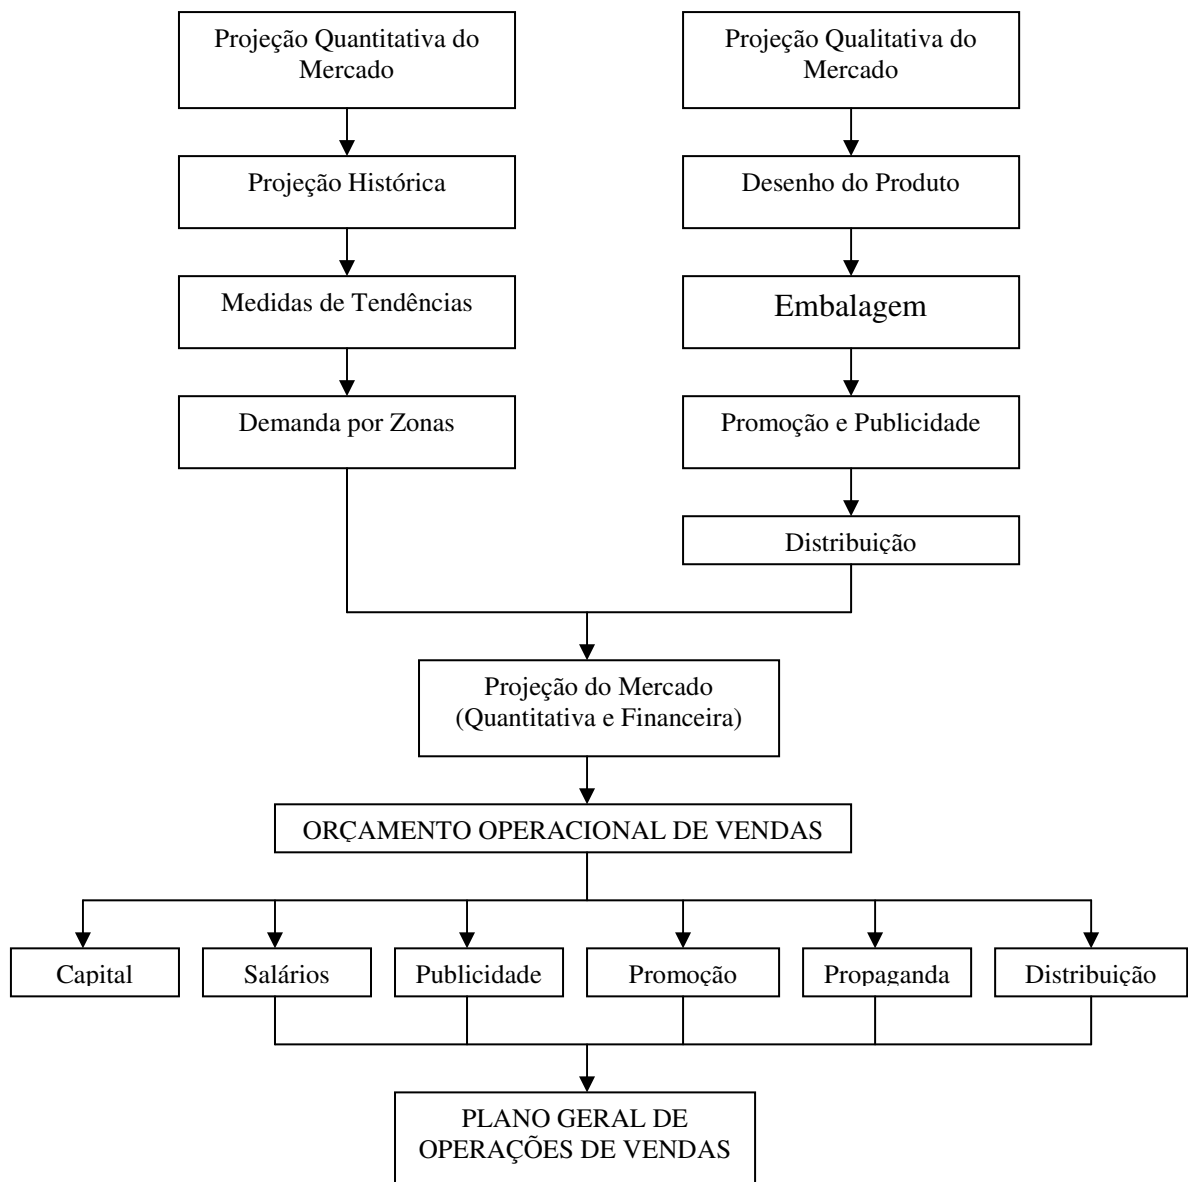 Projeção Quantitativa do
Mercado
Projeção Qualitativa do
Mercado
Projeção Histórica
Desenho do Produto
Medidas de Tendências
Embalagem
Demanda por Zonas
Promoção e Publicidade
Distribuição
Projeção do Mercado
(Quantitativa e Financeira)
ORÇAMENTO OPERACIONAL DE VENDAS
Capital
Salários
Publicidade
Promoção
Propaganda
Distribuição
PLANO GERAL DE
OPERAÇÕES DE VENDAS